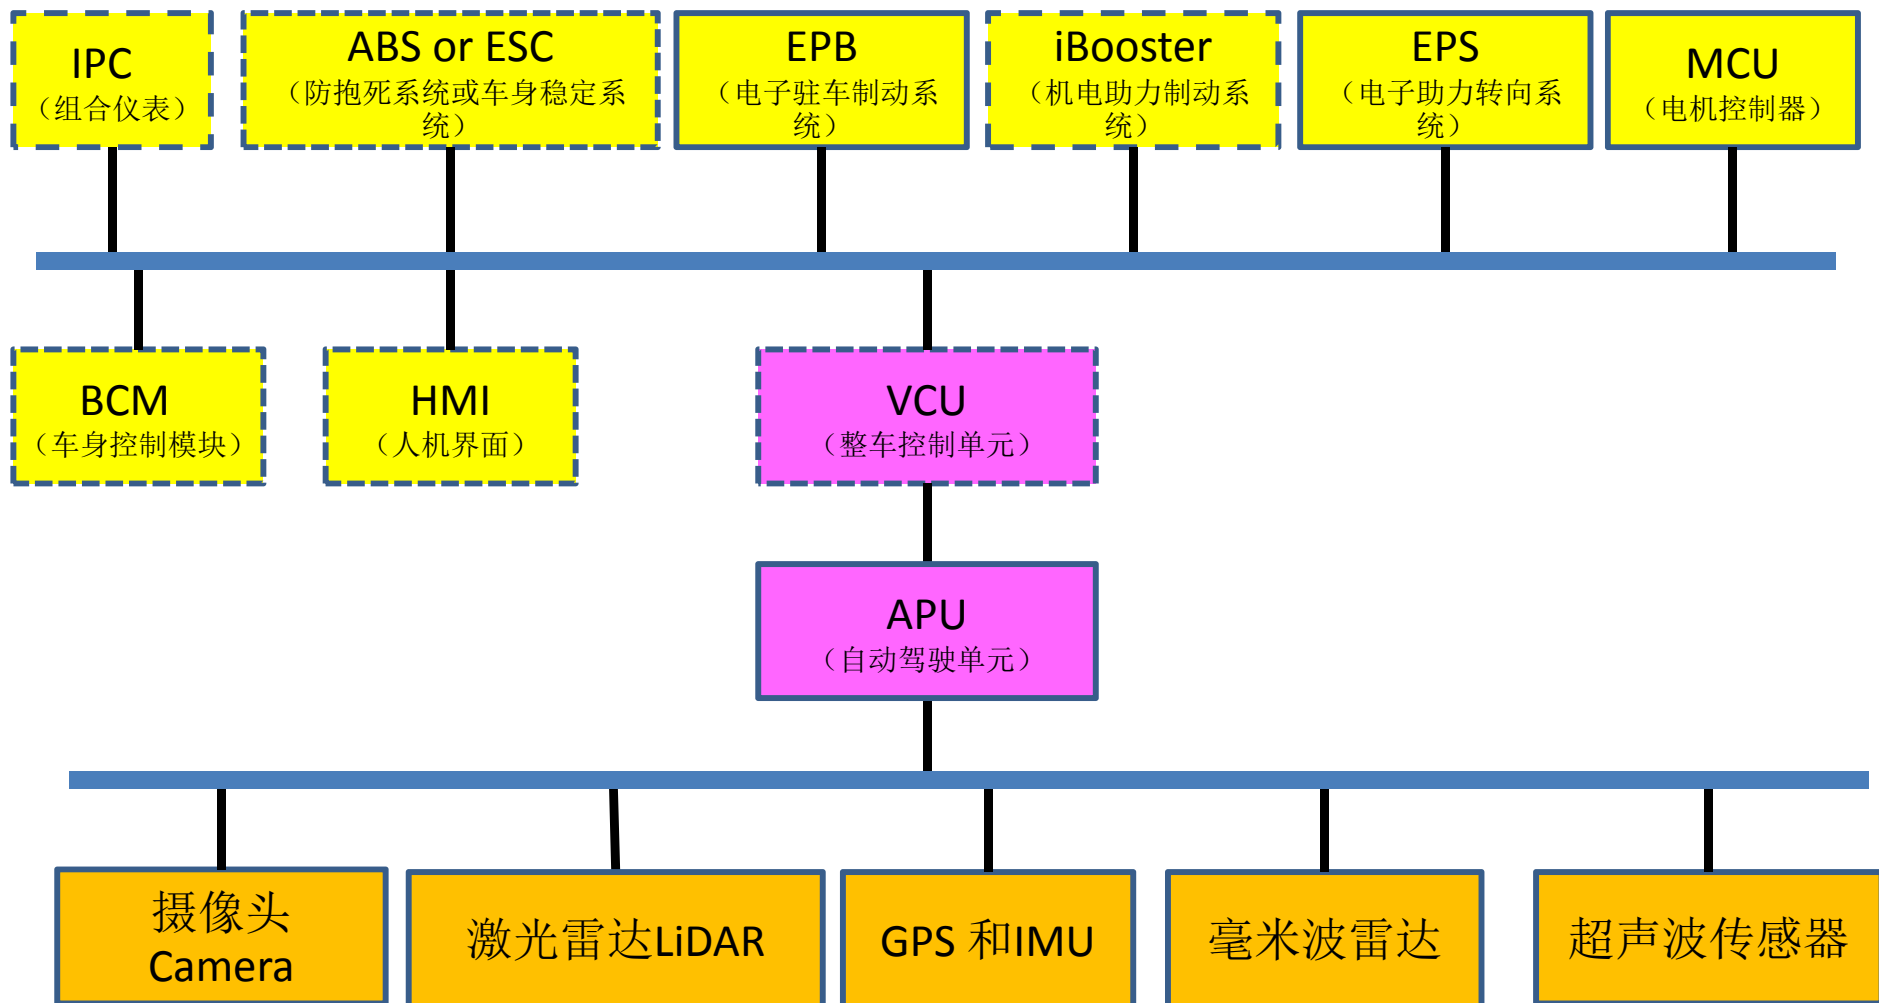 IPC
（组合仪表）
ABS or ESC
（防抱死系统或车身稳定系
统）
EPB
（电子驻车制动系
统）
iBooster
（机电助力制动系
统）
EPS
（电子助力转向系
统）
MCU
（电机控制器）
BCM
（车身控制模块）
HMI
（人机界面）
VCU
（整车控制单元）
APU
（自动驾驶单元）
摄像头
Camera
激光雷达LiDAR
GPS 和IMU
毫米波雷达
超声波传感器